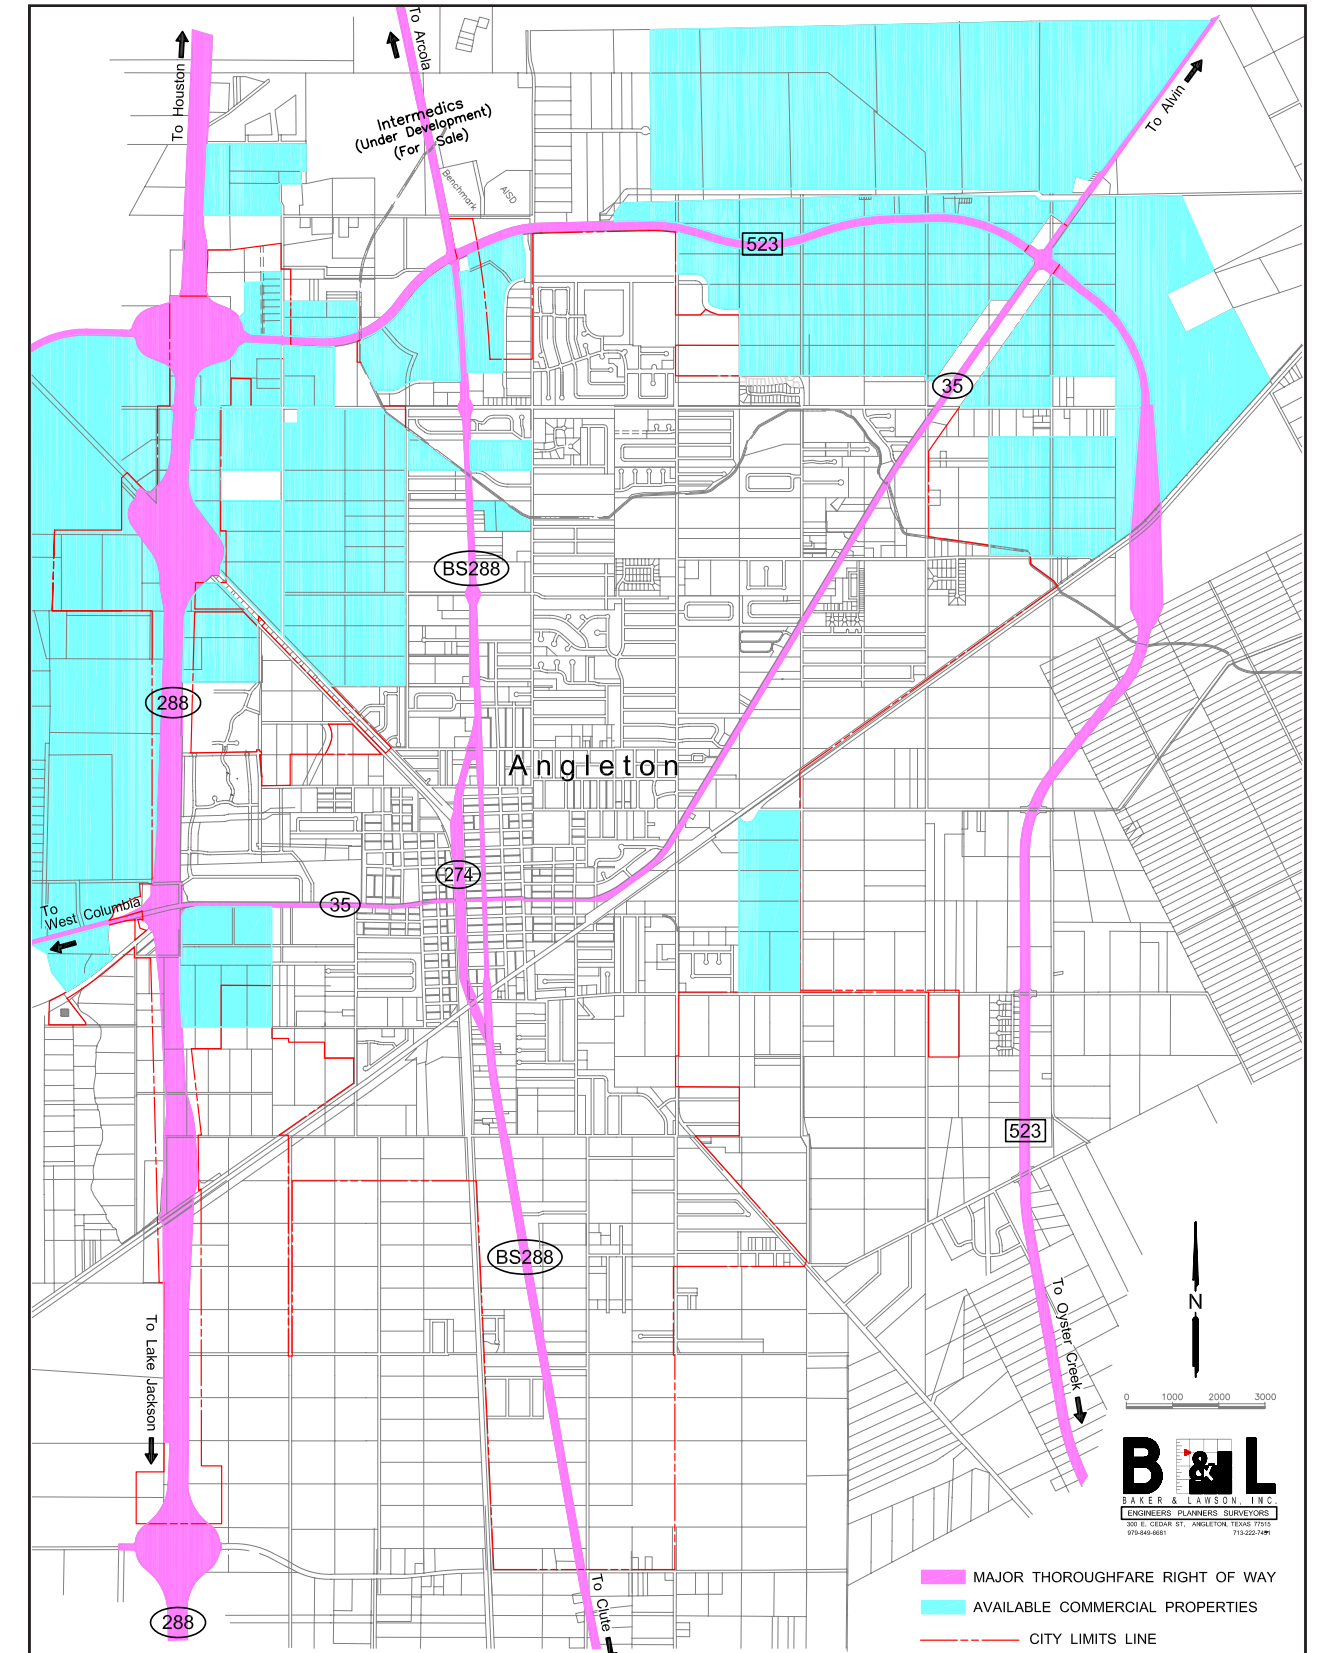 To Houston
To Arcola
Intermedics
(Under Development)
(For Sale)
Benchmark
AISD
To Alvin
523
35
BS288
288
Angleton
274
35
To
West Columbia
523
BS288
N
To Lake Jackson
To Oyster Creek
0 1000 2000 3000
B & L
BAKER & LAWSON, INC.
ENGINEERS PLANNERS SURVEYORS
300 E. CEDAR ST, ANGLETON, TEXAS 77515
979-849-6681 713-222-7451
MAJOR THOROUGHFARE RIGHT OF WAY
AVAILABLE COMMERCIAL PROPERTIES
CITY LIMITS LINE
To Clute
288